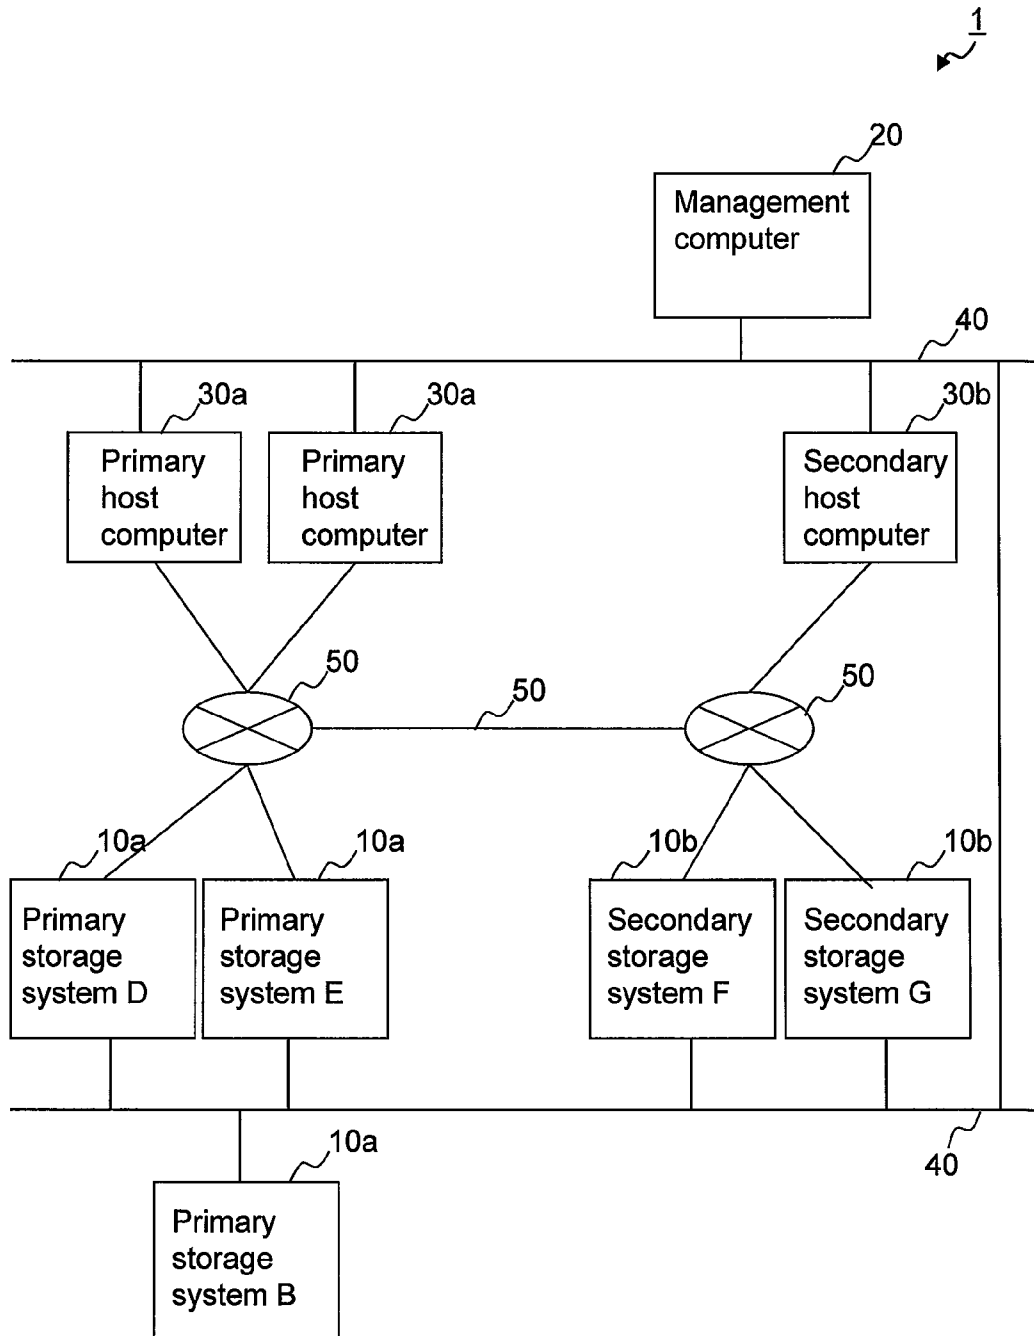 1
20
Management
computer
40
30a
30a
30b
Primary
host
computer
Primary
host
computer
Secondary
host
computer
50
50
50
10a
10a
10b
10b
Primary
storage
system D
Primary
storage
system E
Secondary
storage
system F
Secondary
storage
system G
10a
40
Primary
storage
system B